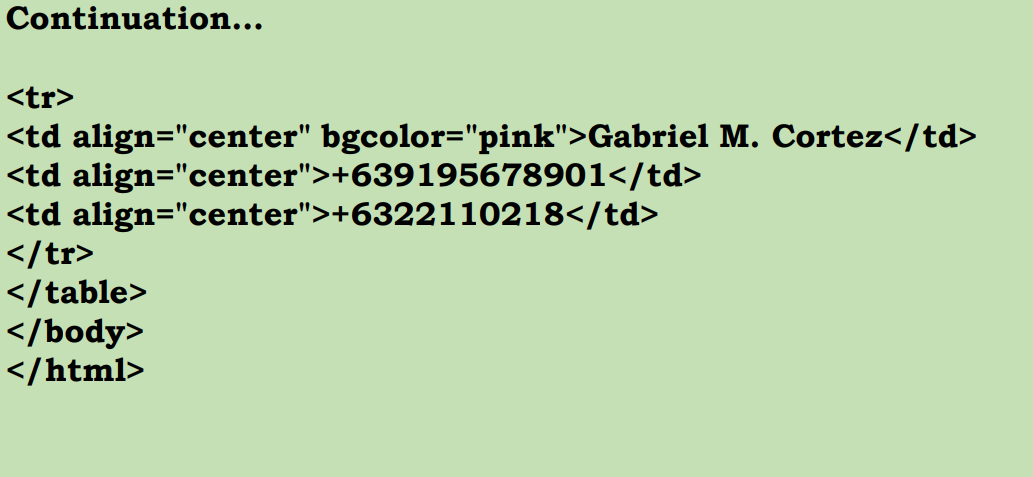 Continuation...
<tr>
<td align="center" bgcolor="pink">Gabriel M. Cortez</td>
<td align="center">+639195678901</td>
<td align="center">+6322110218</td>
</tr>
</table>
</body>
</html>